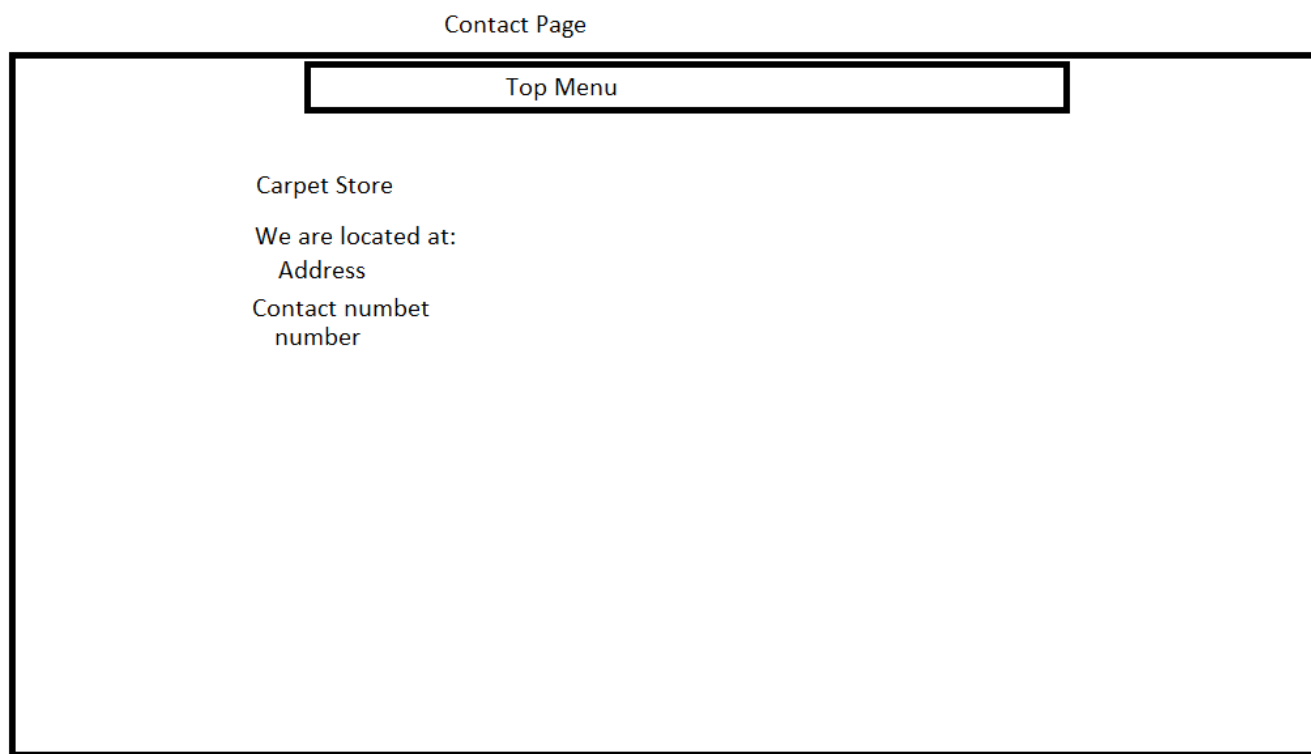 Contact Page
Top Menu
Carpet Store
We are located at:
Address
Contact numbet
number